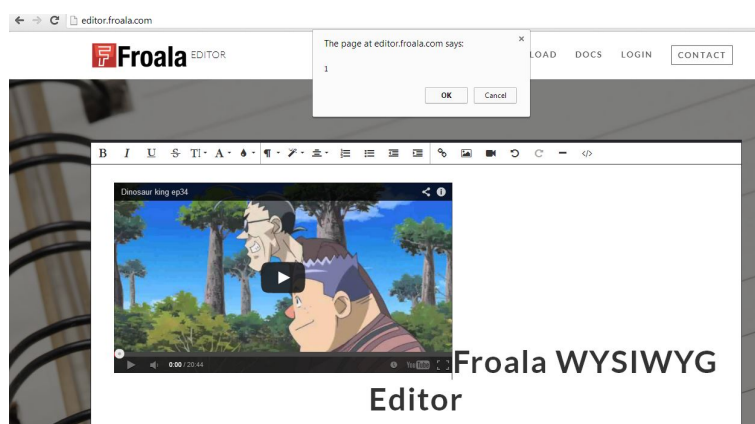 editor.froala.com
Froala EDITOR
The page at editor.froala.com says:
1
OK Cancel
LOAD DOCS LOGIN CONTACT
B I U S T A
Dinosaur king ep34
0:00 / 20:44
YouTube
Froala WYSIWYG
Editor